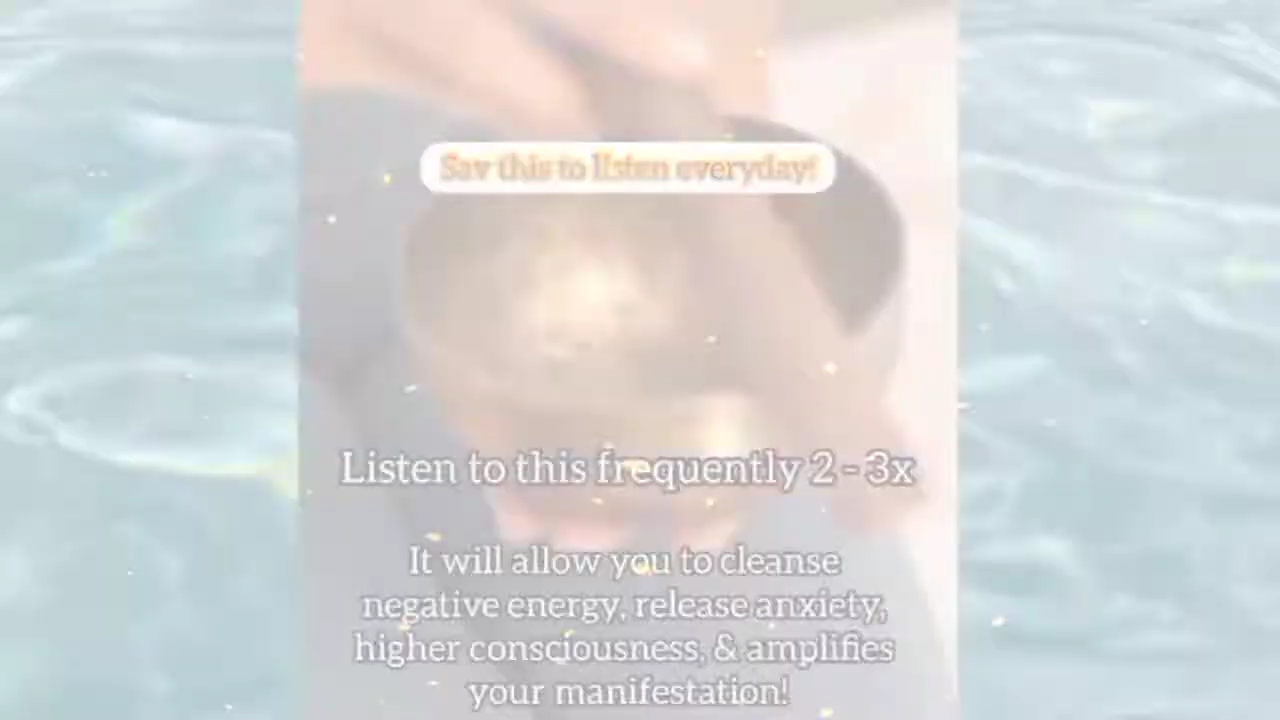 Sav this to listen everyday!
Listen to this frequently 2 - 3x
It will allow you to cleanse
negative energy, release anxiety,
higher consciousness, & amplifies
your manifestation!